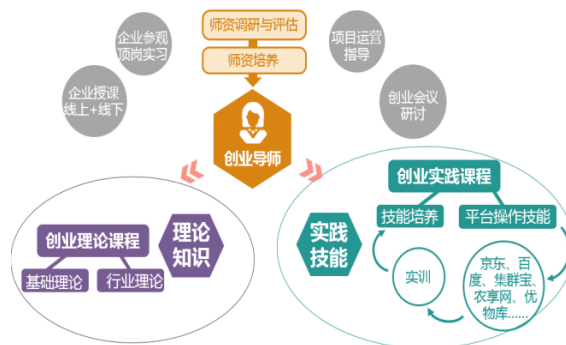 师资调研与评估
师资培养
企业参观
顶岗实习
项目运营
指导
企业授课
线上+线下
创业会议
研讨
创业导师
创业理论课程
基础理论
行业理论
理论
知识
实践
技能
创业实践课程
技能培养
平台操作技能
实训
京东、百
度、集群宝、
农享网、优
物库......